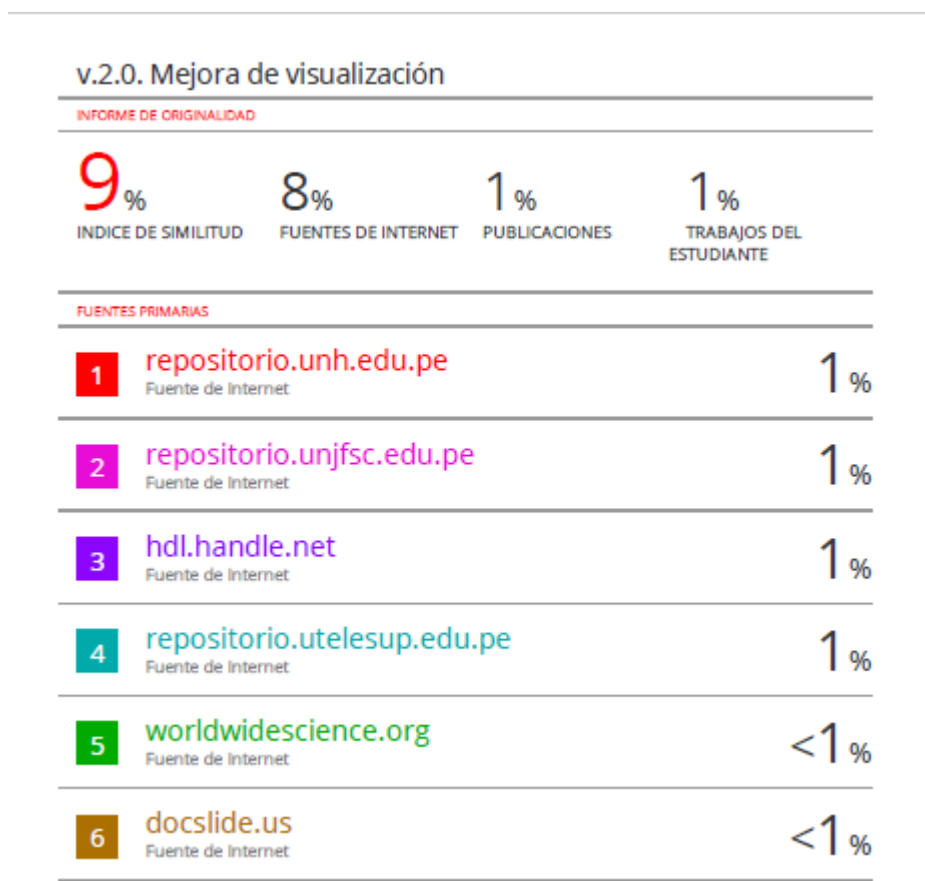 v.2.0. Mejora de visualización
INFORME DE ORIGINALIDAD
9% 8% 1% 1%
INDICE DE SIMILITUD FUENTES DE INTERNET PUBLICACIONES TRABAJOS DEL
ESTUDIANTE
FUENTES PRIMARIAS
1 repositorio.unh.edu.pe 1%
Fuente de Internet
2 repositorio.unjfsc.edu.pe 1%
Fuente de Internet
3 hdl.handle.net 1%
Fuente de Internet
4 repositorio.utelesup.edu.pe 1%
Fuente de Internet
5 worldwidescience.org <1%
Fuente de Internet
6 docslide.us <1%
Fuente de Internet